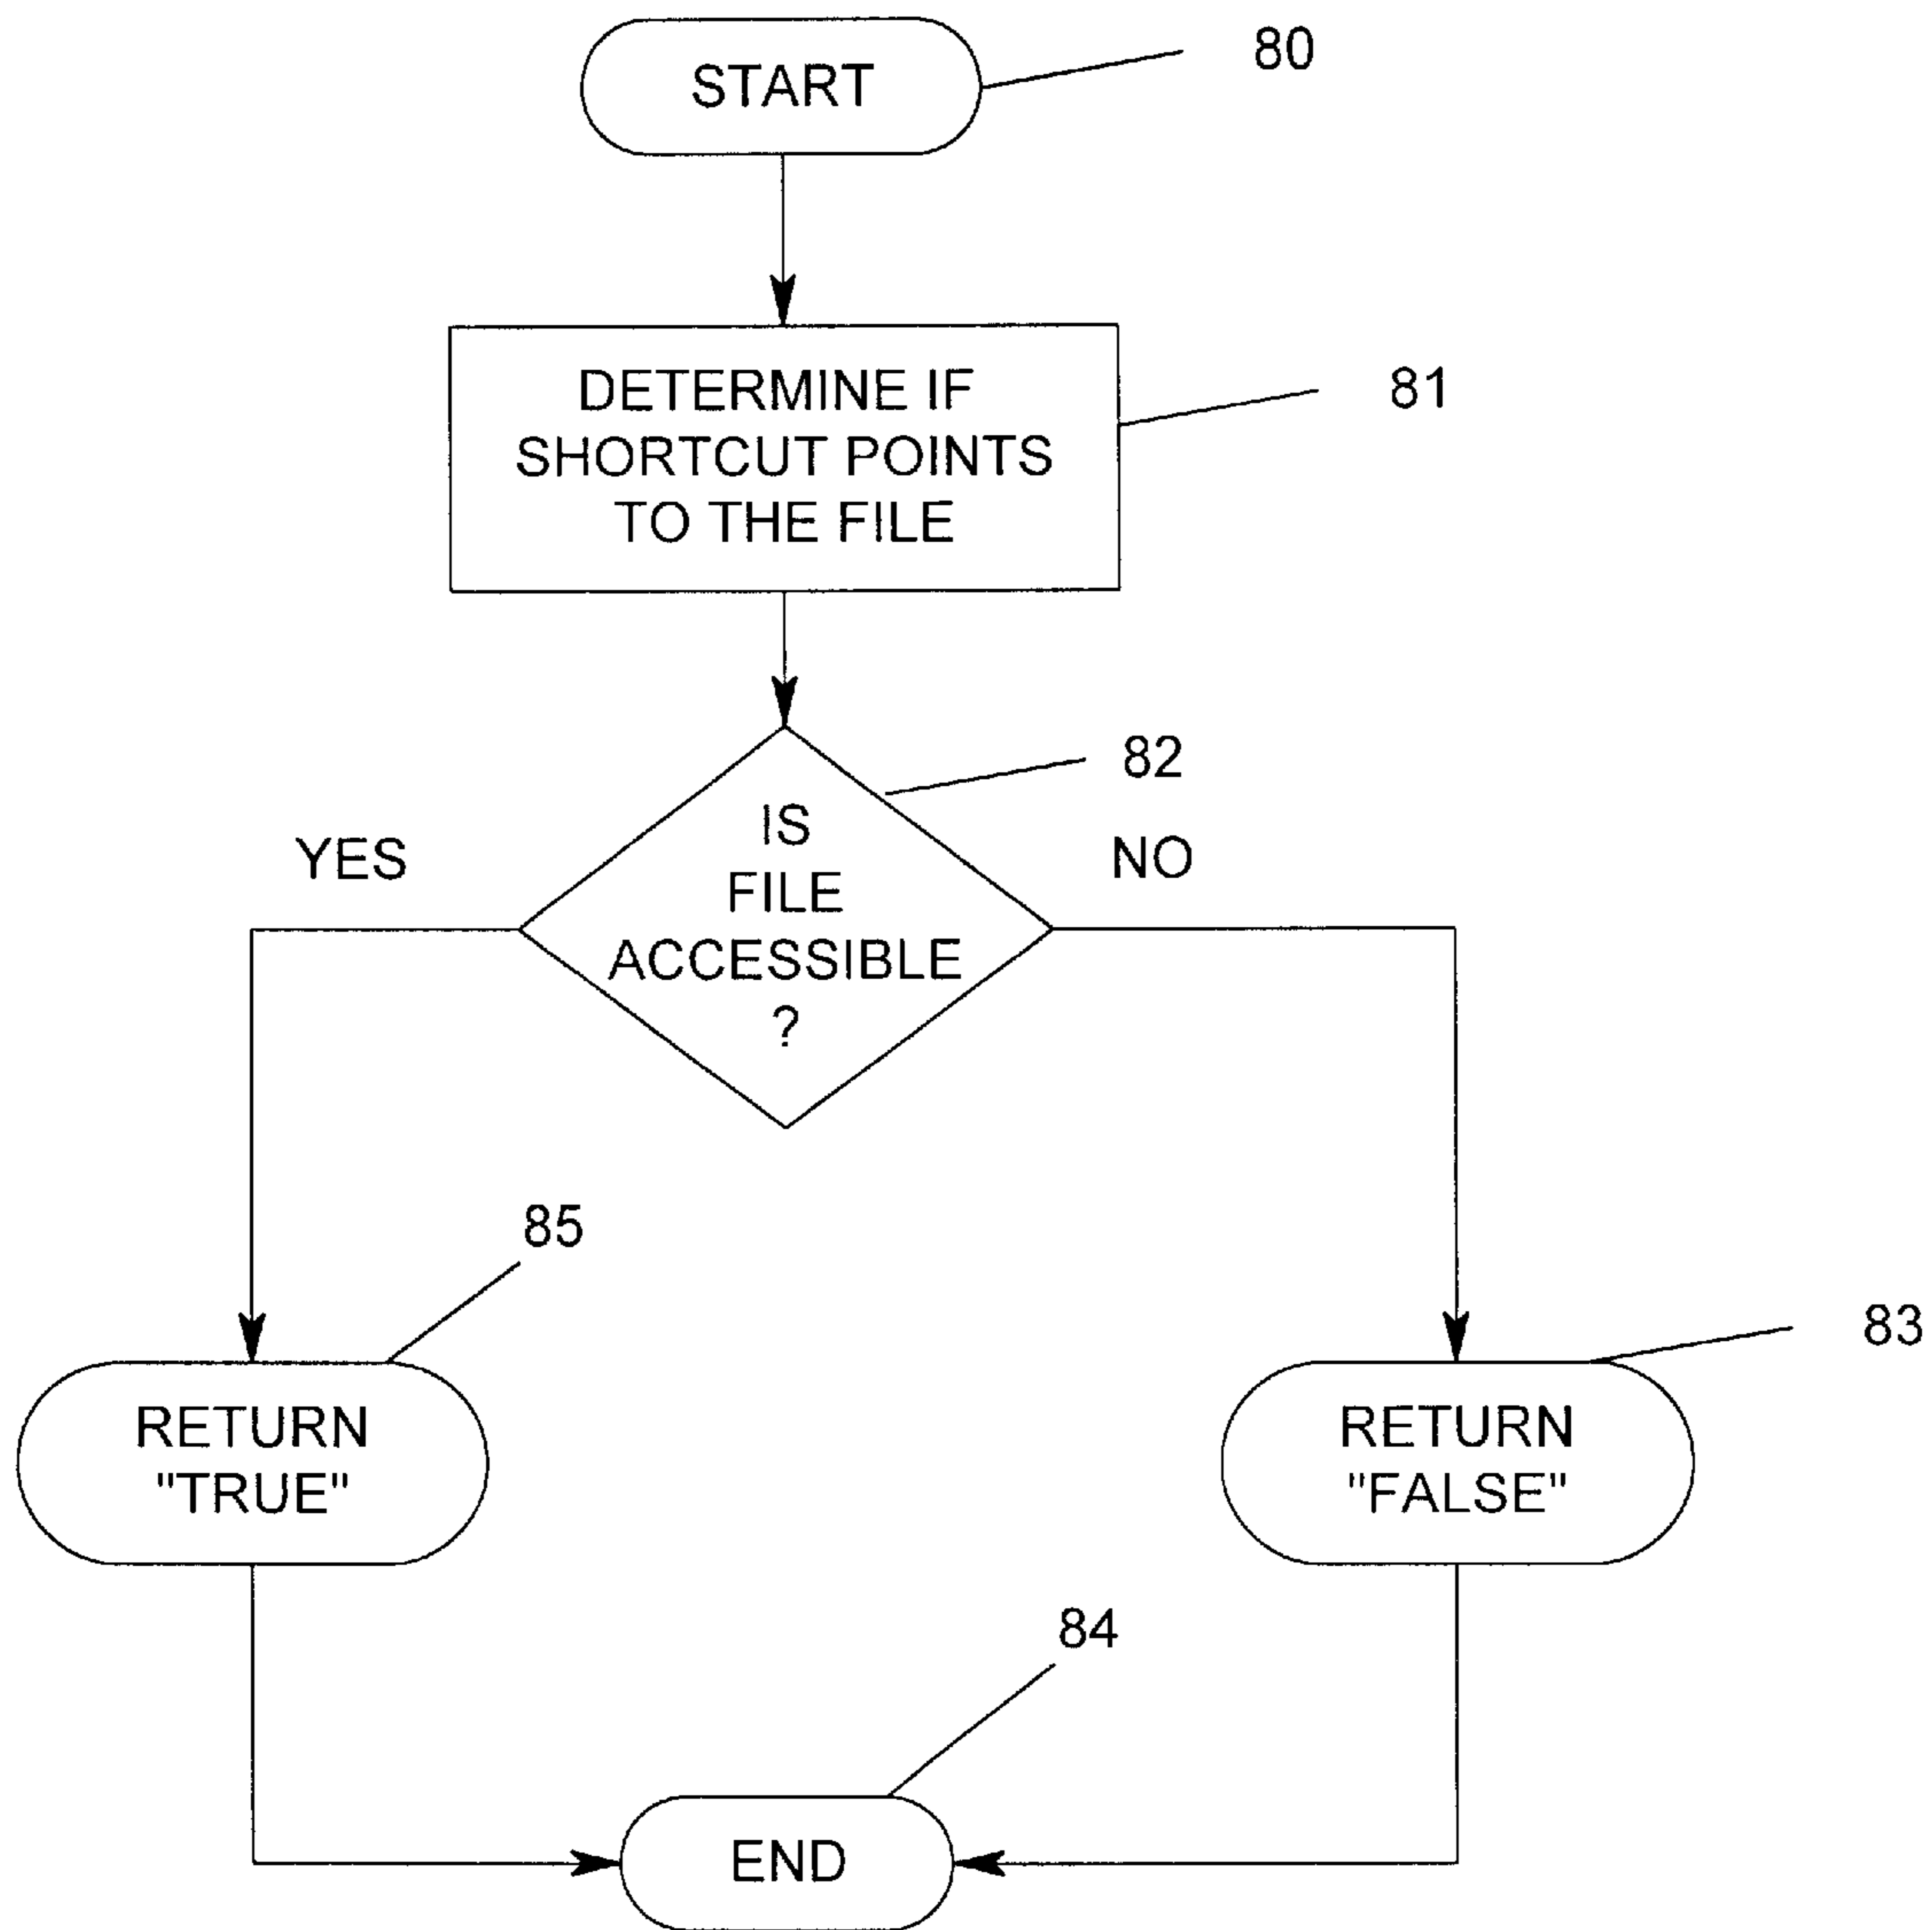 START
80
DETERMINE IF
SHORTCUT POINTS
TO THE FILE
81
82
IS
FILE
ACCESSIBLE
?
YES
NO
85
83
RETURN
"TRUE"
RETURN
"FALSE"
84
END